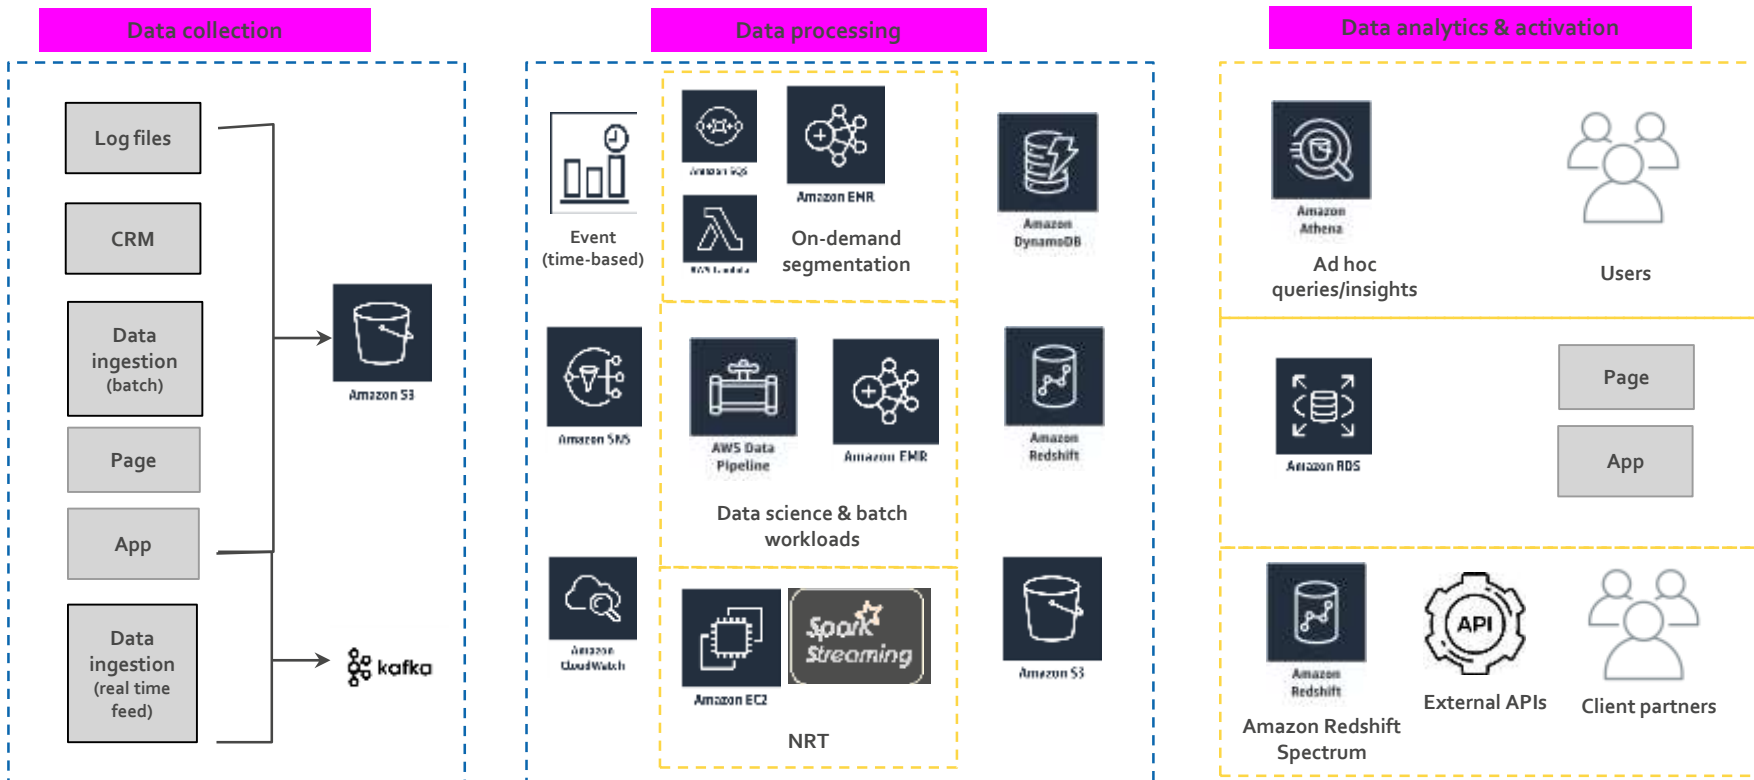 Data collection
Data processing
Data analytics & activation
Log files
CRM
Data
ingestion
(batch)
Page
App
Data
ingestion
(real time
feed)
Amazon S3
kafka
Event
(time-based)
Amazon SNS
Amazon
CloudWatch
Amazon SQS
AWS Lambda
Amazon EMR
On-demand
segmentation
AWS Data
Pipeline
Amazon EMR
Data science & batch
workloads
Amazon EC2
Spark
Streaming
NRT
Amazon
DynamoDB
Amazon
Redshift
Amazon S3
Amazon
Athena
Ad hoc
queries/insights
Users
Amazon RDS
Page
App
Amazon
Redshift
Amazon Redshift
Spectrum
API
External APIs
Client partners